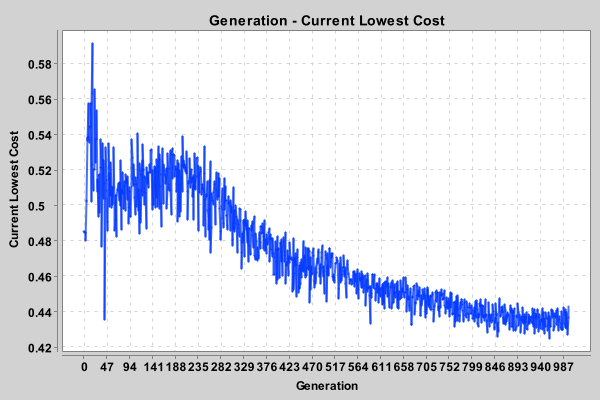 Generation - Current Lowest Cost
Current Lowest Cost
0.58
0.56
0.54
0.52
0.5
0.48
0.46
0.44
0.42
0 47 94 141 188 235 282 329 376 423 470 517 564 611 658 705 752 799 846 893 940 987
Generation